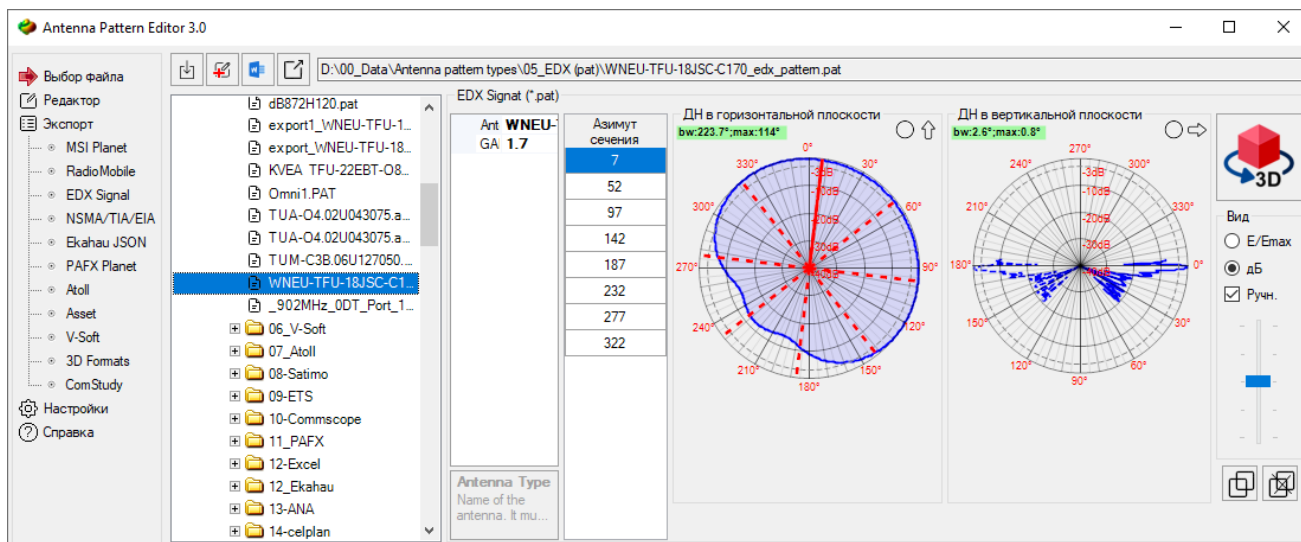 Antenna Pattern Editor 3.0
Выбор файла
Редактор
Экспорт
MSI Planet
RadioMobile
EDX Signal
NSMA/TIA/EIA
Ekahau JSON
PAFX Planet
Atoll
Asset
V-Soft
3D Formats
ComStudy
Настройки
Справка
D:\00_Data\Antenna pattern types\05_EDX (pat)\WNEU-TFU-18JSC-C170_edx_pattern.pat
dB872H120.pat
export1_WNEU-TFU-1...
export_WNEU-TFU-18...
KVEA TFU-22EBT-O8...
Omni1.PAT
TUA-O4.02U043075.a...
TUA-O4.02U043075.a...
TUM-C3B.06U127050....
WNEU-TFU-18JSC-C1...
_902MHz_0DT_Port_1...
06_V-Soft
07_Atoll
08-Satimo
09-ETS
10-Commscope
11_PAFX
12-Excel
12_Ekahau
13-ANA
14-celplan
EDX Signat (*.pat)
Ant WNEU-
GA 1.7
Antenna Type
Name of the
antenna. It mu...
Азимут
сечения
7
52
97
142
187
232
277
322
ДН в горизонтальной плоскости
bw:223.7°;max:114°
0°
330° 30°
300° 60°
270° 90°
240° 120°
210° 150°
180°
-3dB
-10dB
-20dB
-30dB
ДН в вертикальной плоскости
bw:2.6°;max:0.8°
270°
240° 300°
210° 330°
180° 0°
150° 30°
120° 60°
90°
-3dB
-10dB
-20dB
-30dB
3D
Вид
E/Emax
дБ
Ручн.